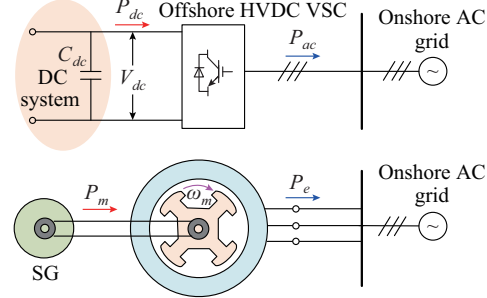 Offshore HVDC VSC
Onshore AC
grid
P_dc
P_ac
C_dc
DC
system
V_dc
~
Onshore AC
grid
P_m
ω_m
P_e
~
SG